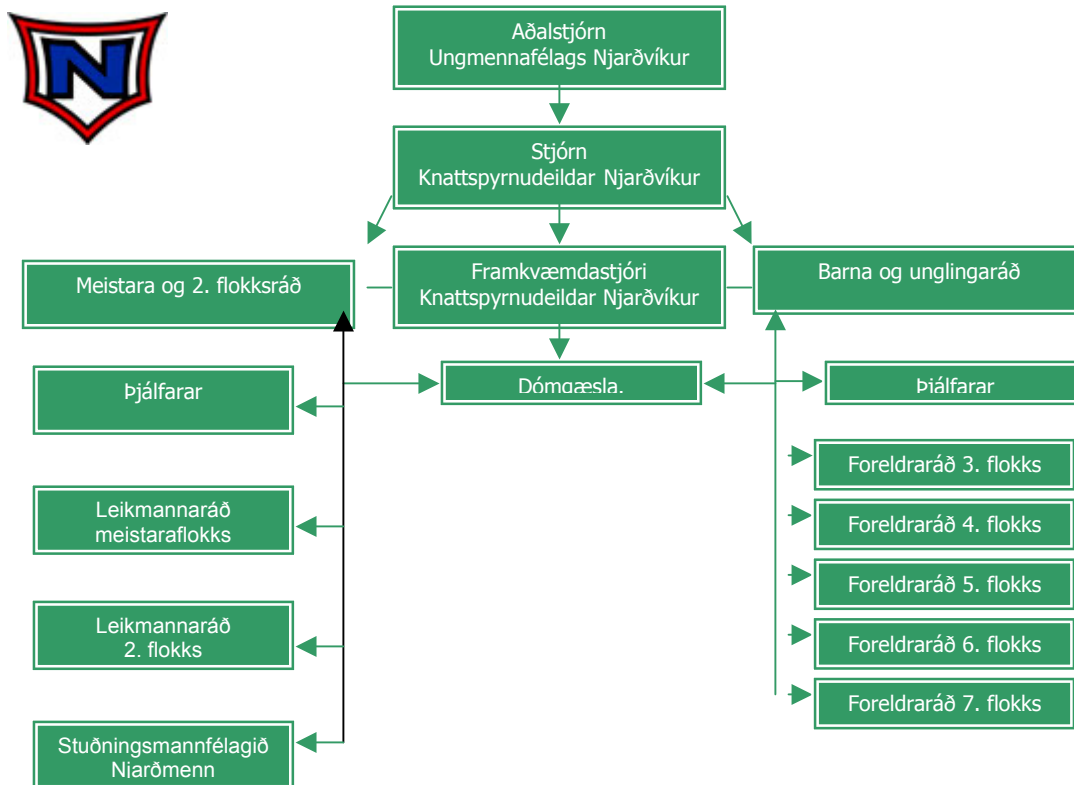 N
Aðalstjórn
Ungmennafélags Njarðvíkur
Stjórn
Knattspyrnudeildar Njarðvíkur
Meistara og 2. flokksráð
Framkvæmdastjóri
Knattspyrnudeildar Njarðvíkur
Barna og unglingaráð
Dómgæsla.
Þjálfarar
Þjálfarar
Leikmannaráð
meistaraflokks
Leikmannaráð
2. flokks
Stuðningsmannfélagið
Njarðmenn
Foreldraráð 3. flokks
Foreldraráð 4. flokks
Foreldraráð 5. flokks
Foreldraráð 6. flokks
Foreldraráð 7. flokks